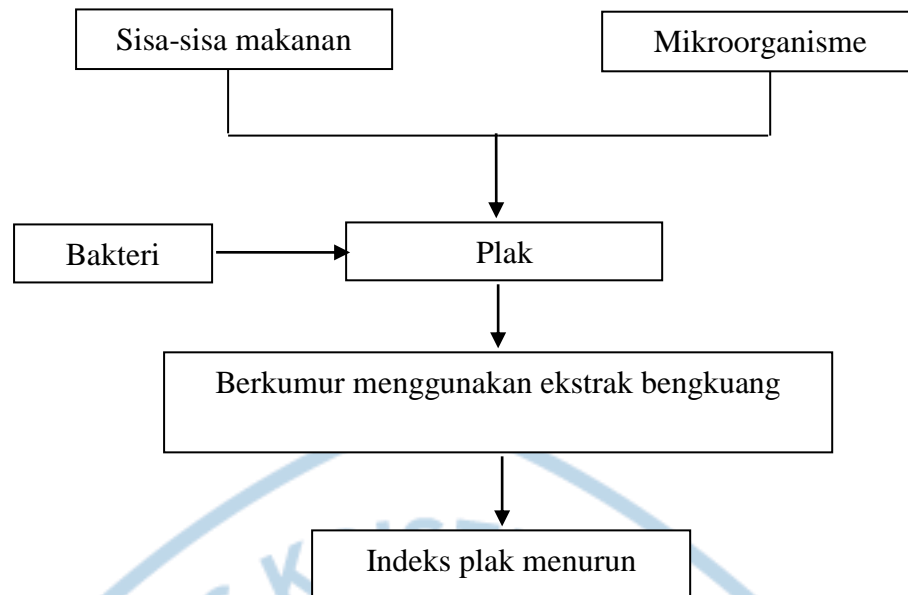 Sisa-sisa makanan
Mikroorganisme
Bakteri
Plak
Berkumur menggunakan ekstrak bengkuang
Indeks plak menurun